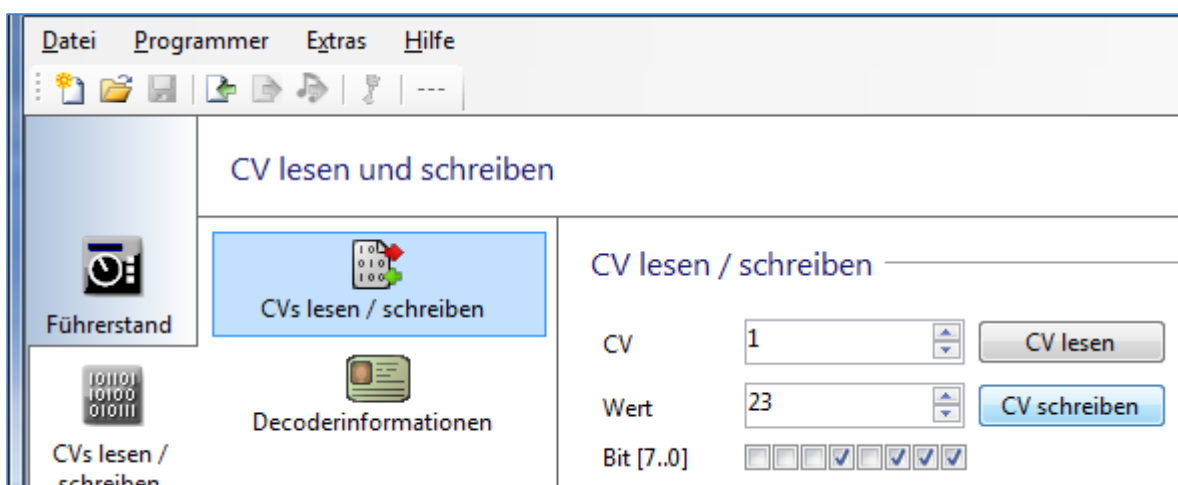 Datei Programmer Extras Hilfe
---
CV lesen und schreiben
Führerstand
CVs lesen /
schreiben
CVs lesen / schreiben
Decoderinformationen
CV lesen / schreiben
CV 1 CV lesen
Wert 23 CV schreiben
Bit [7..0]